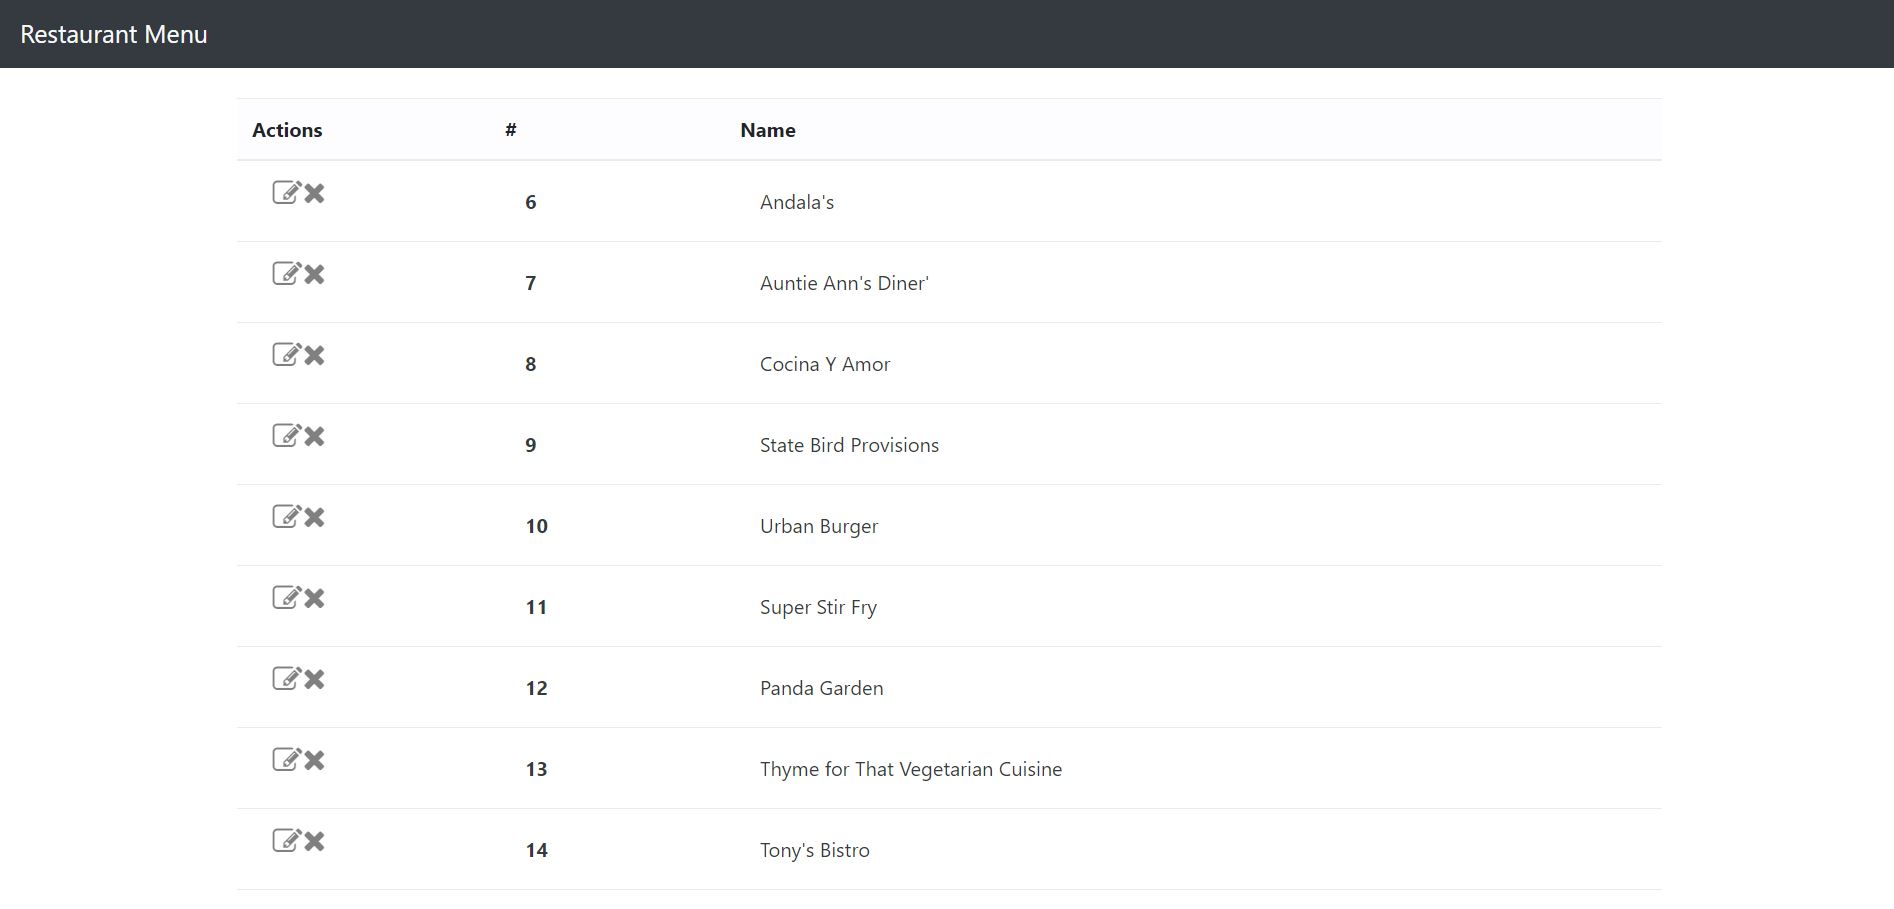 Restaurant Menu
Actions # Name
6 Andala's
7 Auntie Ann's Diner'
8 Cocina Y Amor
9 State Bird Provisions
10 Urban Burger
11 Super Stir Fry
12 Panda Garden
13 Thyme for That Vegetarian Cuisine
14 Tony's Bistro